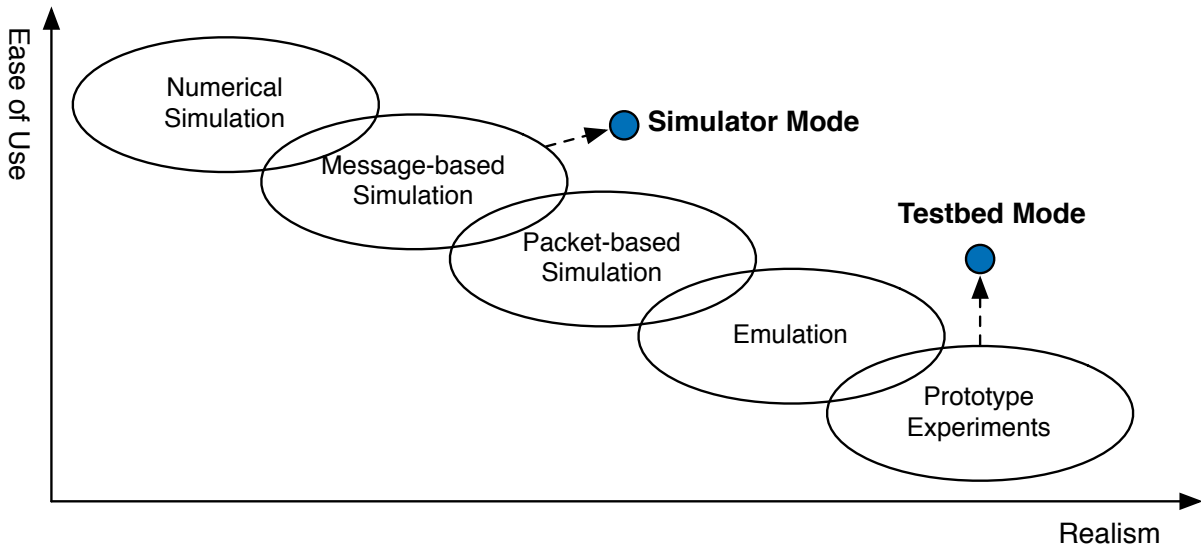 Ease of Use
Numerical
Simulation
Message-based
Simulation
Simulator Mode
Packet-based
Simulation
Testbed Mode
Emulation
Prototype
Experiments
Realism